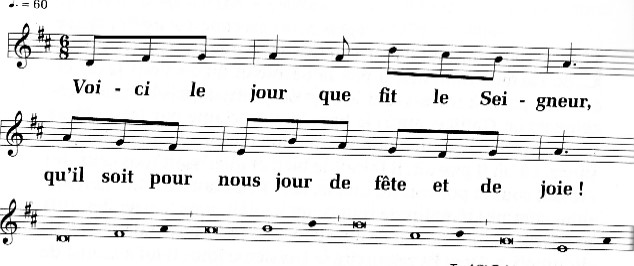 ♩. = 60
Voi - ci le jour que fit le Sei - gneur,
qu'il soit pour nous jour de fête et de joie !